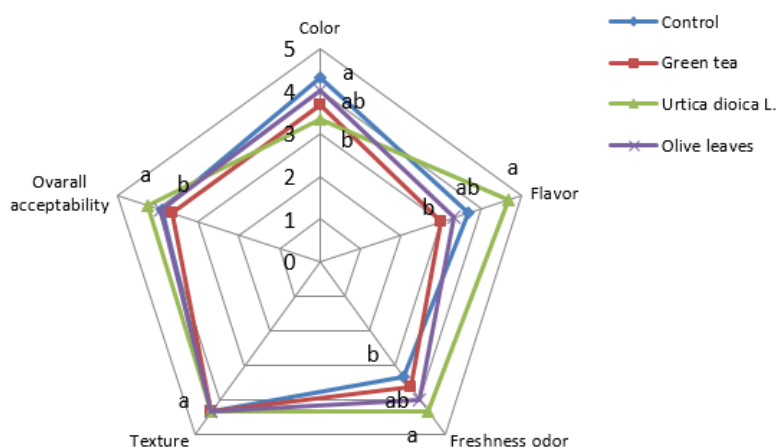 Color
5
a
4
ab
3
b
2
1
0
a
Flavor
ab
b
b
ab
a
Freshness odor
a
Texture
a
b
Ovarall
acceptability
Control
Green tea
Urtica dioica L.
Olive leaves